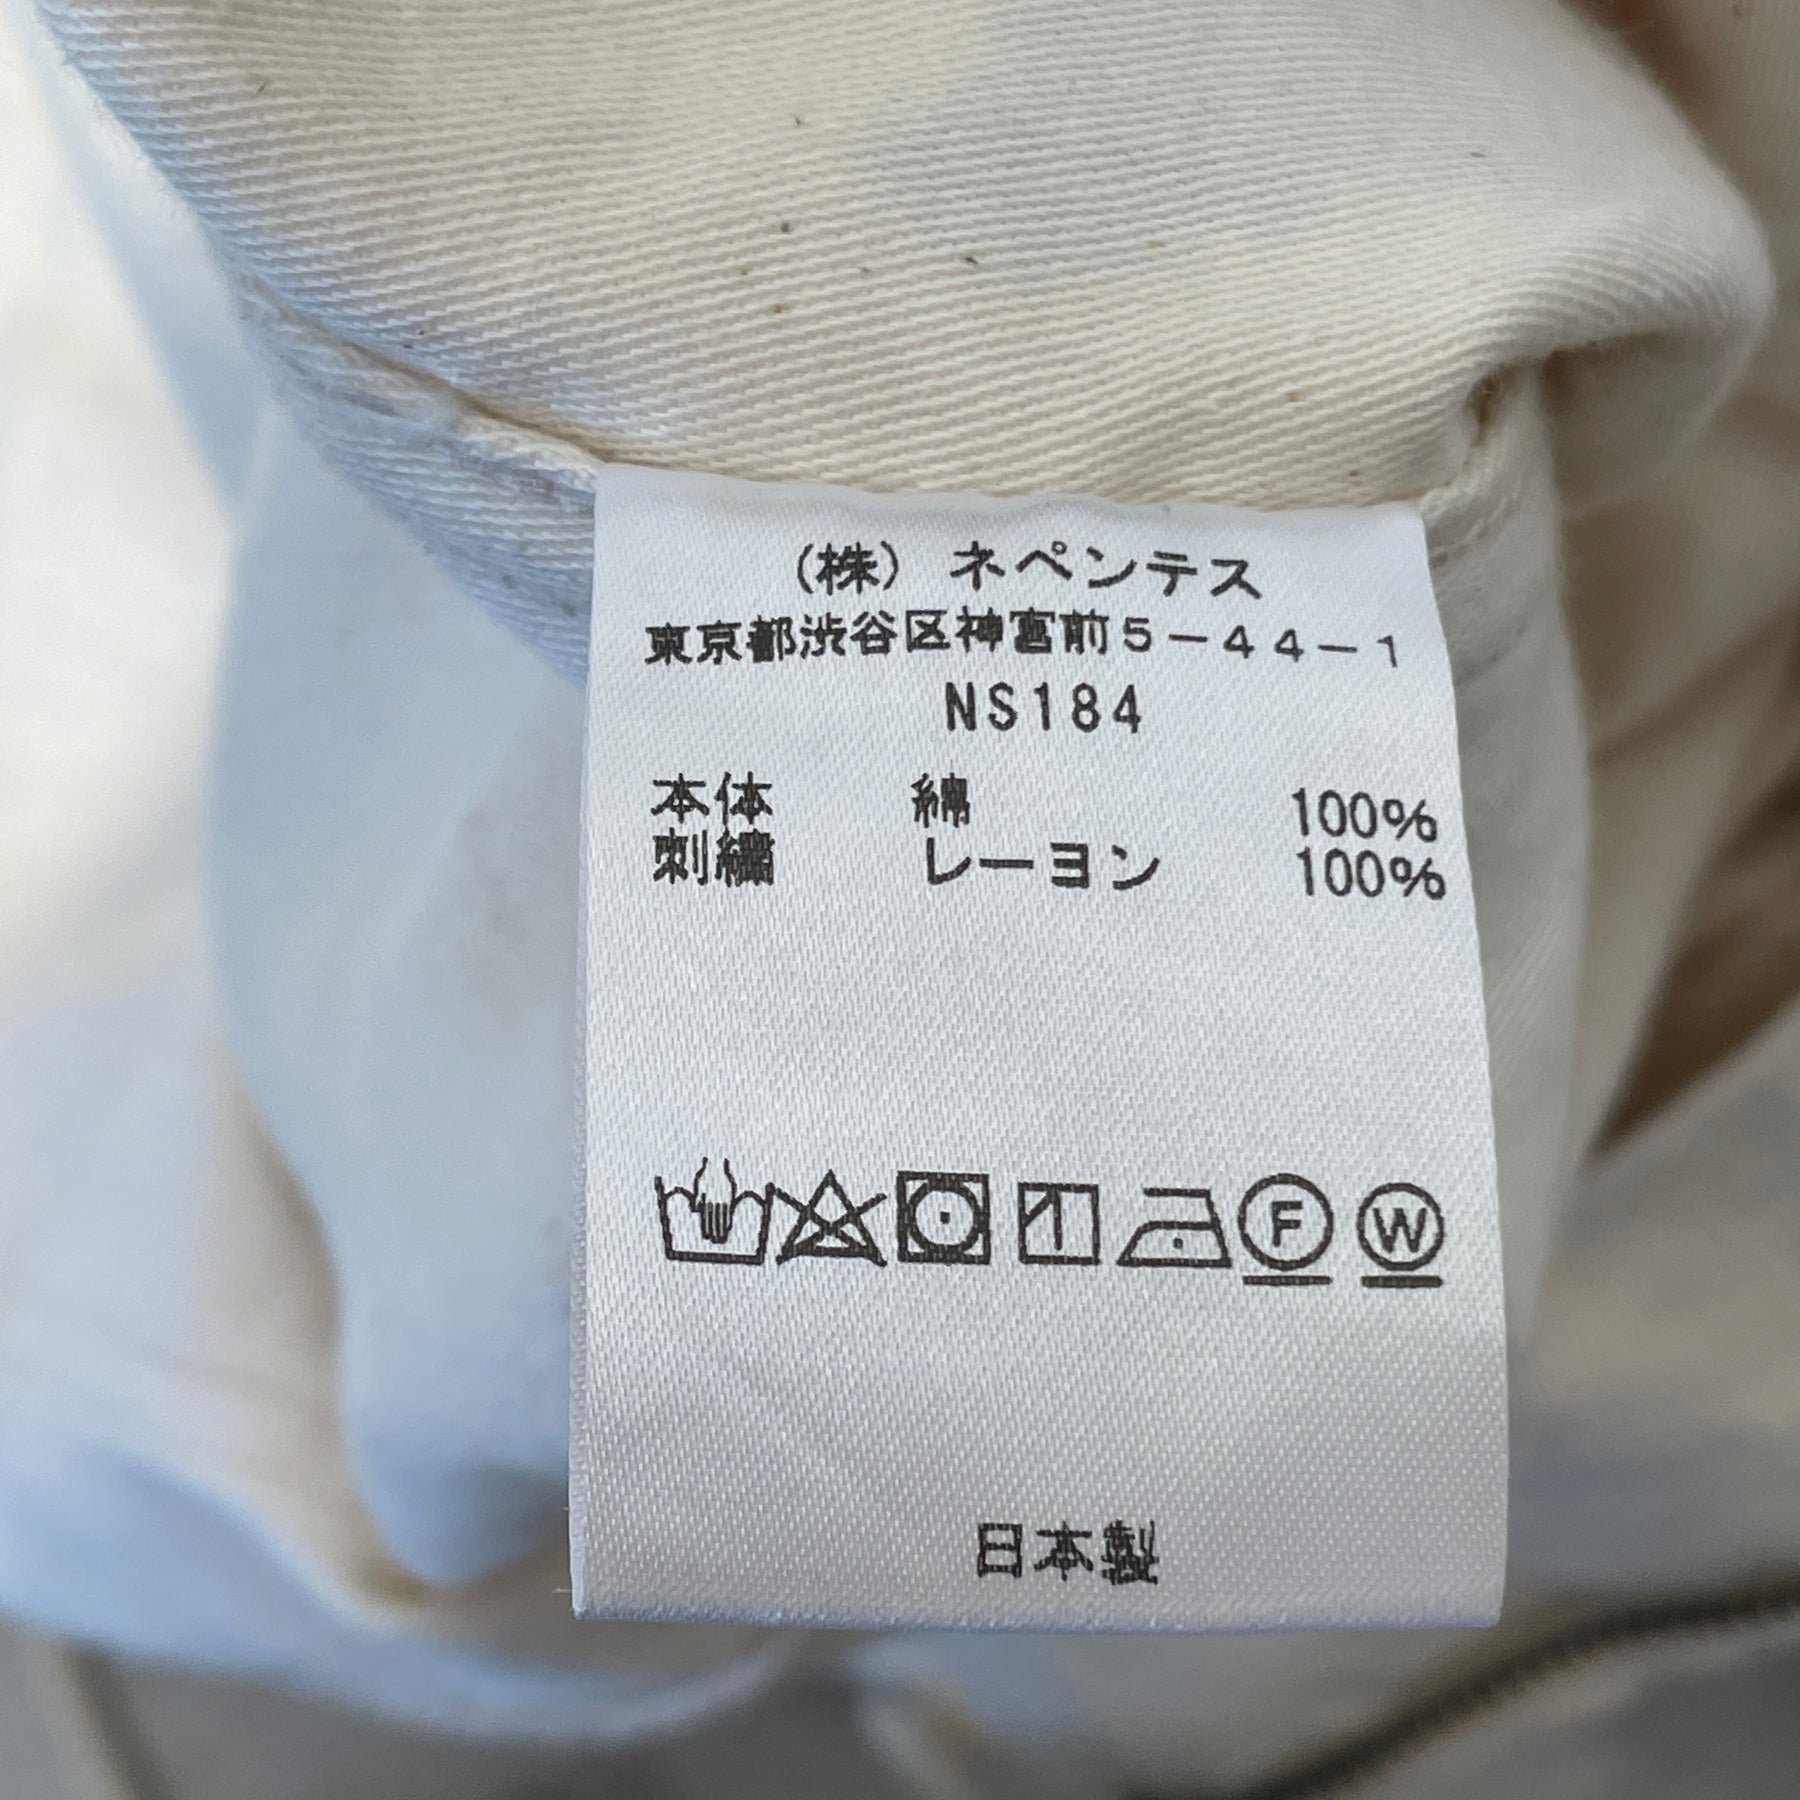 (株) ネペンテス
東京都渋谷区神宮前5-44-1
NS184
本体 綿 100%
刺繍 レーヨン 100%
F W
日本製